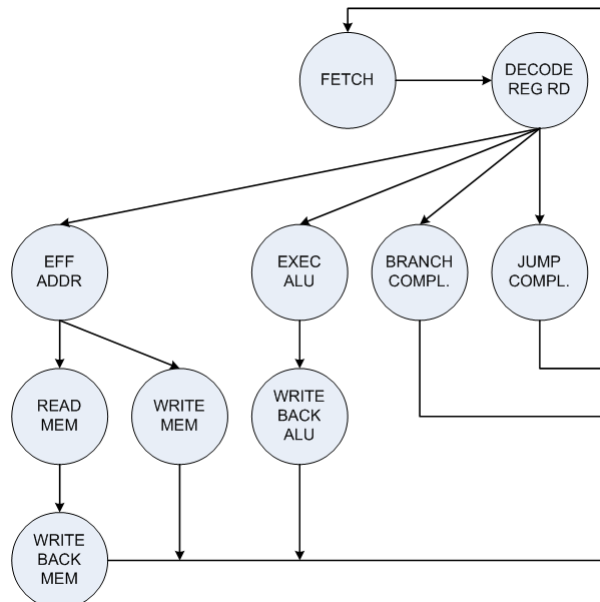 FETCH
DECODE
REG RD
EFF
ADDR
EXEC
ALU
BRANCH
COMPL.
JUMP
COMPL.
READ
MEM
WRITE
MEM
WRITE
BACK
ALU
WRITE
BACK
MEM